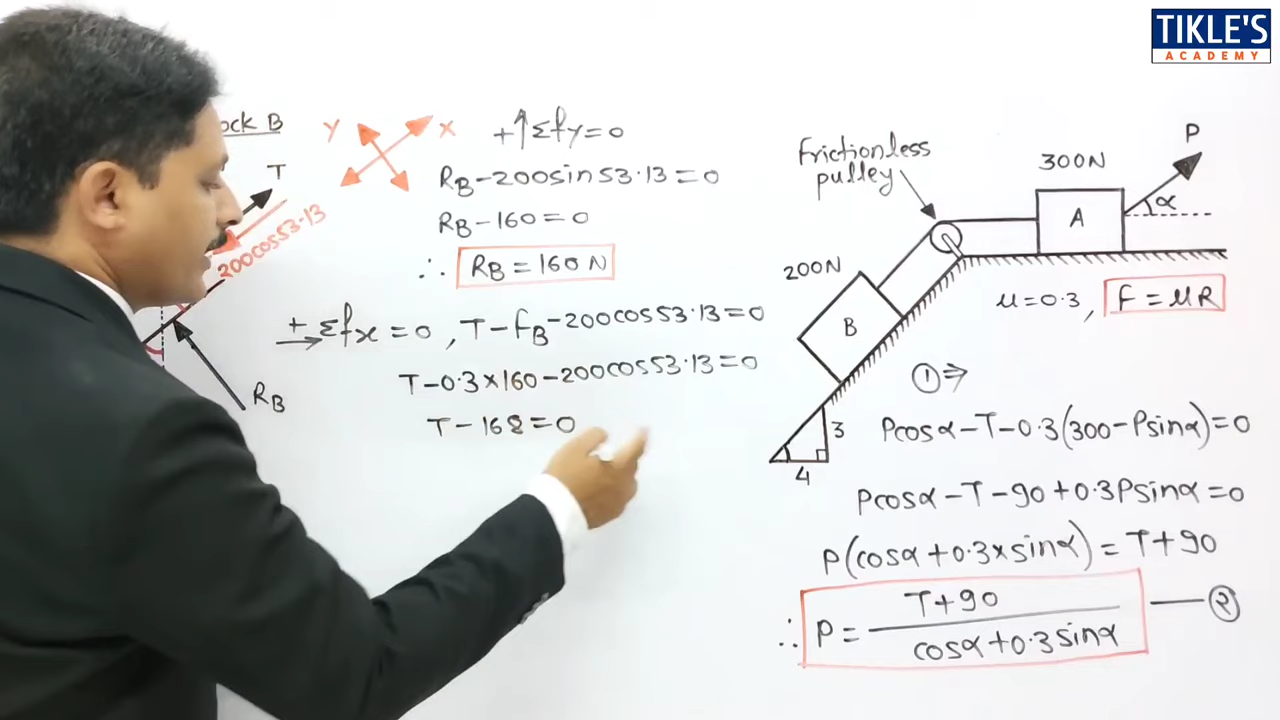 TIKLE'S
ACADEMY
ock B
T
200cos53.13
RB
Y
X
+↑Σfy=0
RB-200sin53.13=0
RB-160=0
∴ RB=160N
+→ Σfx=0, T-fB-200cos53.13=0
T-0.3×160-200cos53.13=0
T-168=0
Frictionless
pulley
300N
P
A
α
200N
B
μ=0.3, F=μR
3
4
①⇒
Pcosα-T-0.3(300-Psinα)=0
Pcosα-T-90+0.3Psinα=0
P(cosα+0.3×sinα)=T+90
∴ P= T+90
cosα+0.3sinα
—②